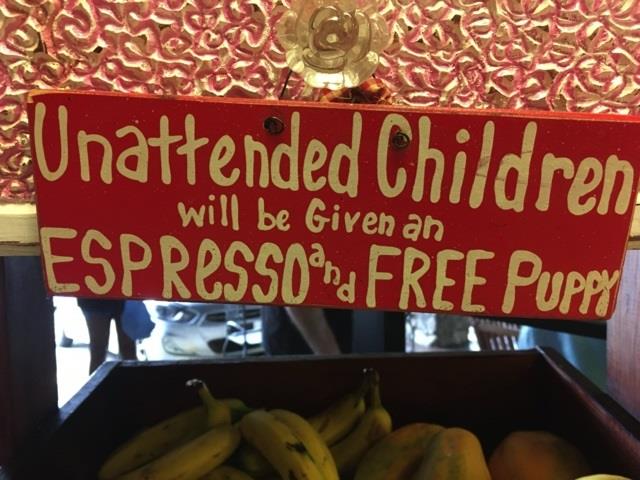 Unattended Children
will be Given an
ESPRESSO and FREE PUPPY